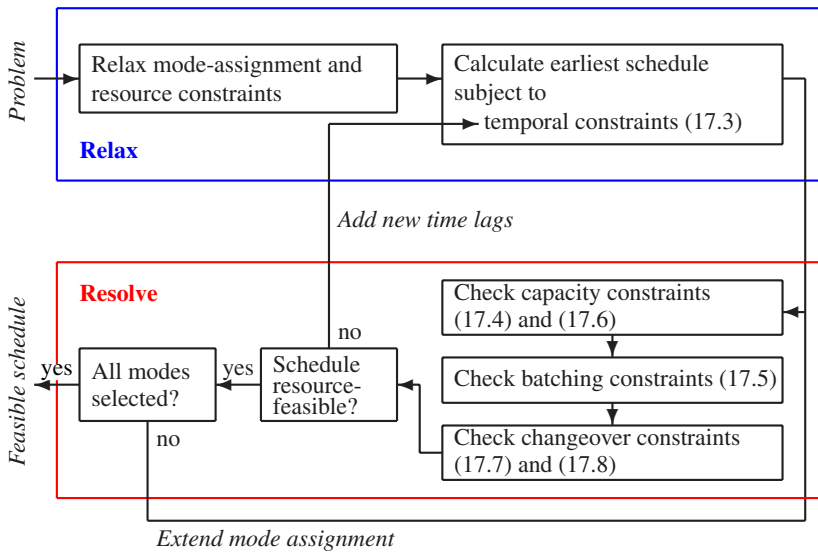 Problem
Relax mode-assignment and
resource constraints
Calculate earliest schedule
subject to
temporal constraints (17.3)
Relax
Add new time lags
Resolve
Feasible schedule
Check capacity constraints
(17.4) and (17.6)
no
yes
All modes
selected?
yes
Schedule
resource-
feasible?
Check batching constraints (17.5)
no
Check changeover constraints
(17.7) and (17.8)
Extend mode assignment